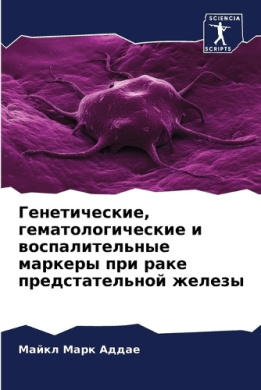 SCIENCIA
SCRIPTS
Генетические,
гематологические и
воспалительные
маркеры при раке
предстательной железы
Майкл Марк Аддае